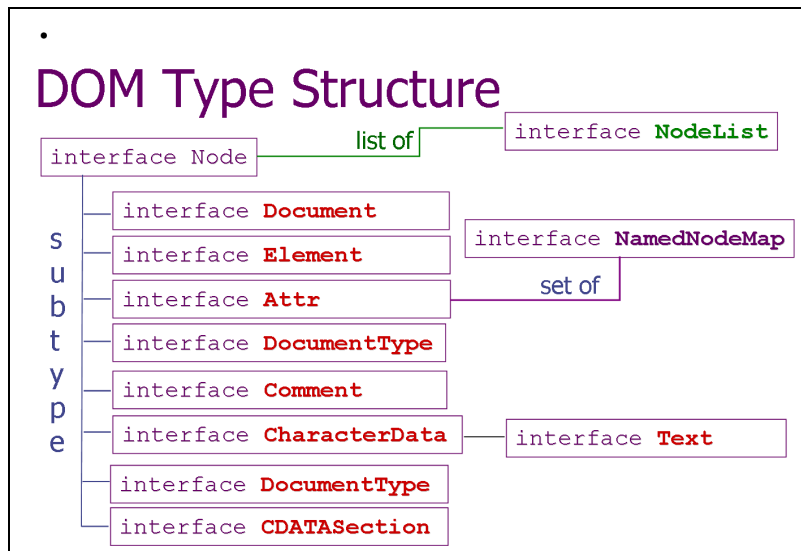 •
DOM Type Structure
list of
interface NodeList
interface Node
subtype
interface Document
interface Element
interface NamedNodeMap
interface Attr
set of
interface DocumentType
interface Comment
interface CharacterData
interface Text
interface DocumentType
interface CDATASection